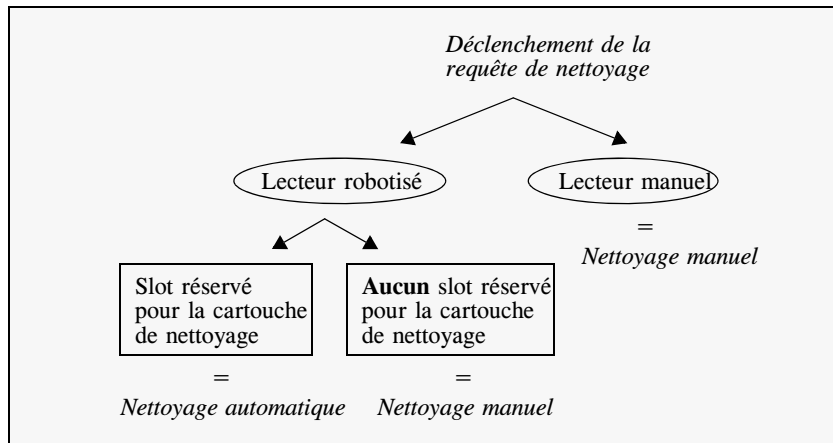 Déclenchement de la
requête de nettoyage
Lecteur robotisé
Lecteur manuel
=
Nettoyage manuel
Slot réservé
pour la cartouche
de nettoyage
=
Nettoyage automatique
Aucun slot réservé
pour la cartouche
de nettoyage
=
Nettoyage manuel